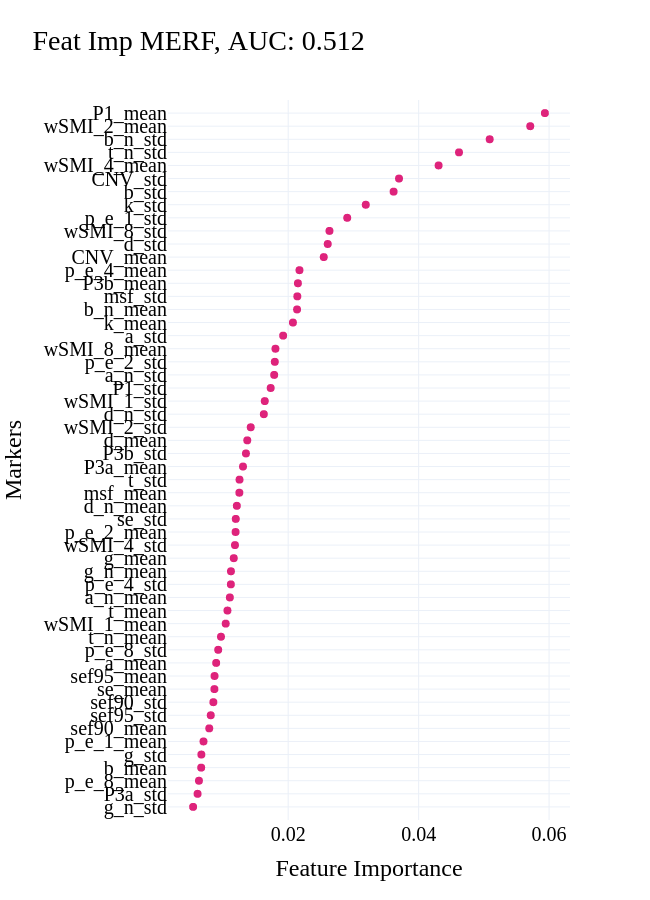 Feat Imp MERF, AUC: 0.512
P1_mean
wSMI_2_mean
b_n_std
t_n_std
wSMI_4_mean
CNV_std
b_std
k_std
p_e_1_std
wSMI_8_std
d_std
CNV_mean
p_e_4_mean
P3b_mean
msf_std
b_n_mean
k_mean
a_std
wSMI_8_mean
p_e_2_std
a_n_std
P1_std
wSMI_1_std
d_n_std
wSMI_2_std
d_mean
P3b_std
P3a_mean
t_std
msf_mean
d_n_mean
se_std
p_e_2_mean
wSMI_4_std
g_mean
g_n_mean
p_e_4_std
a_n_mean
t_mean
wSMI_1_mean
t_n_mean
p_e_8_std
a_mean
sef95_mean
se_mean
sef90_std
sef95_std
sef90_mean
p_e_1_mean
g_std
b_mean
p_e_8_mean
P3a_std
g_n_std
Markers
0.02 0.04 0.06
Feature Importance